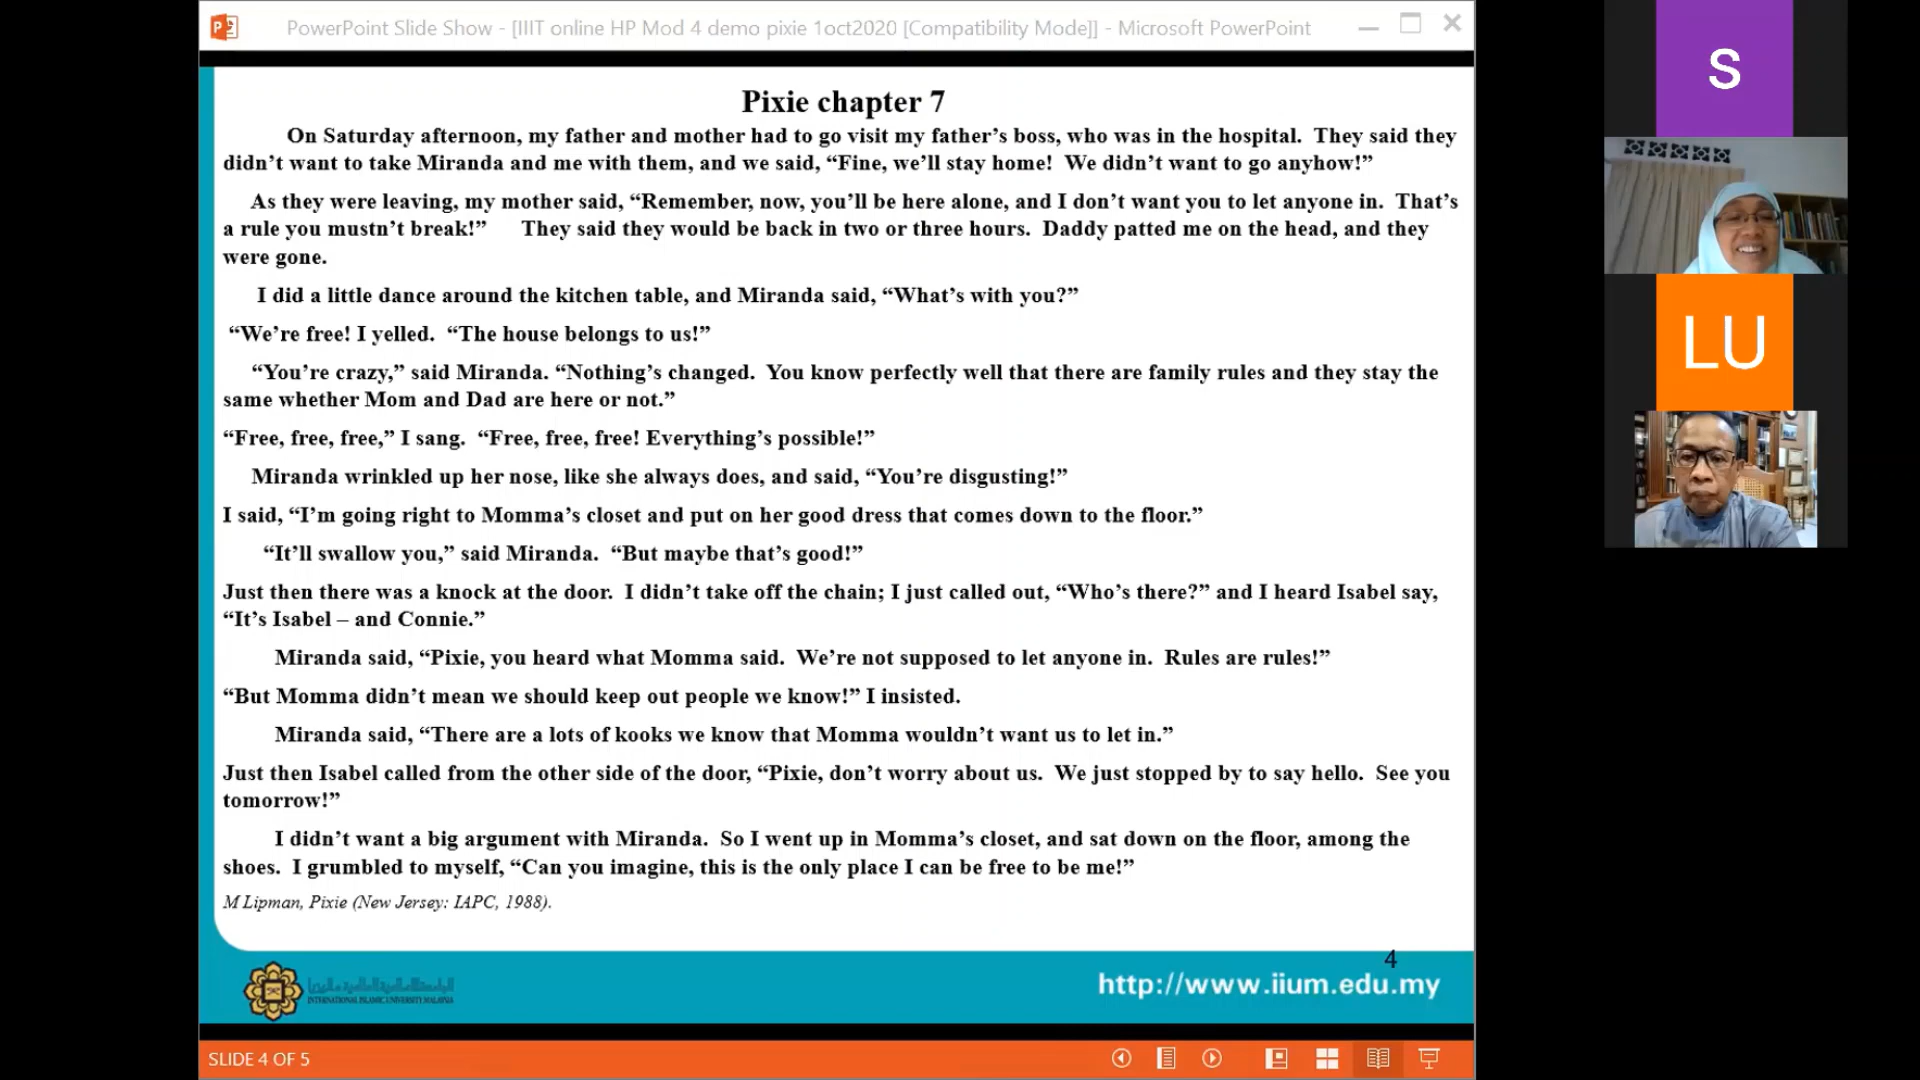 PowerPoint Slide Show - [IIIT online HP Mod 4 demo pixie 1oct2020 [Compatibility Mode]] - Microsoft PowerPoint
S
Pixie chapter 7
On Saturday afternoon, my father and mother had to go visit my father’s boss, who was in the hospital. They said they
didn’t want to take Miranda and me with them, and we said, “Fine, we’ll stay home! We didn’t want to go anyhow!”
As they were leaving, my mother said, “Remember, now, you’ll be here alone, and I don’t want you to let anyone in. That’s
a rule you mustn’t break!” They said they would be back in two or three hours. Daddy patted me on the head, and they
were gone.
I did a little dance around the kitchen table, and Miranda said, “What’s with you?”
“We’re free! I yelled. “The house belongs to us!”
LU
“You’re crazy,” said Miranda. “Nothing’s changed. You know perfectly well that there are family rules and they stay the
same whether Mom and Dad are here or not.”
“Free, free, free,” I sang. “Free, free, free! Everything’s possible!”
Miranda wrinkled up her nose, like she always does, and said, “You’re disgusting!”
I said, “I’m going right to Momma’s closet and put on her good dress that comes down to the floor.”
“It’ll swallow you,” said Miranda. “But maybe that’s good!”
Just then there was a knock at the door. I didn’t take off the chain; I just called out, “Who’s there?” and I heard Isabel say,
“It’s Isabel – and Connie.”
Miranda said, “Pixie, you heard what Momma said. We’re not supposed to let anyone in. Rules are rules!”
“But Momma didn’t mean we should keep out people we know!” I insisted.
Miranda said, “There are a lots of kooks we know that Momma wouldn’t want us to let in.”
Just then Isabel called from the other side of the door, “Pixie, don’t worry about us. We just stopped by to say hello. See you
tomorrow!”
I didn’t want a big argument with Miranda. So I went up in Momma’s closet, and sat down on the floor, among the
shoes. I grumbled to myself, “Can you imagine, this is the only place I can be free to be me!”
M Lipman, Pixie (New Jersey: IAPC, 1988).
4
INTERNATIONAL ISLAMIC UNIVERSITY MALAYSIA
http://www.iium.edu.my
SLIDE 4 OF 5